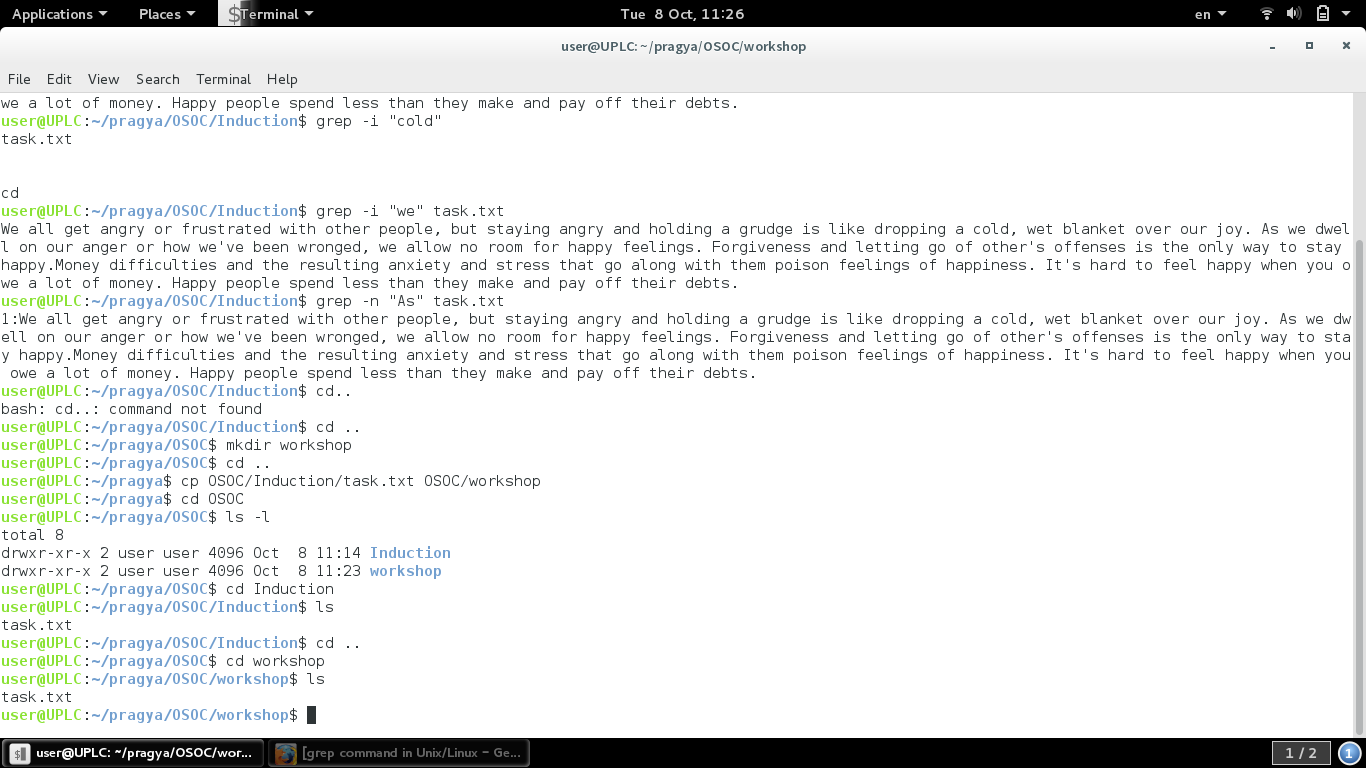 Applications Places Terminal Tue 8 Oct, 11:26 en
user@UPLC: ~/pragya/OSOC/workshop
File Edit View Search Terminal Help
we a lot of money. Happy people spend less than they make and pay off their debts.
user@UPLC:~/pragya/OSOC/Induction$ grep -i "cold"
task.txt
cd
user@UPLC:~/pragya/OSOC/Induction$ grep -i "we" task.txt
We all get angry or frustrated with other people, but staying angry and holding a grudge is like dropping a cold, wet blanket over our joy. As we dwel
l on our anger or how we've been wronged, we allow no room for happy feelings. Forgiveness and letting go of other's offenses is the only way to stay
happy.Money difficulties and the resulting anxiety and stress that go along with them poison feelings of happiness. It's hard to feel happy when you o
we a lot of money. Happy people spend less than they make and pay off their debts.
user@UPLC:~/pragya/OSOC/Induction$ grep -n "As" task.txt
1:We all get angry or frustrated with other people, but staying angry and holding a grudge is like dropping a cold, wet blanket over our joy. As we dw
ell on our anger or how we've been wronged, we allow no room for happy feelings. Forgiveness and letting go of other's offenses is the only way to sta
y happy.Money difficulties and the resulting anxiety and stress that go along with them poison feelings of happiness. It's hard to feel happy when you
 owe a lot of money. Happy people spend less than they make and pay off their debts.
user@UPLC:~/pragya/OSOC/Induction$ cd..
bash: cd..: command not found
user@UPLC:~/pragya/OSOC/Induction$ cd ..
user@UPLC:~/pragya/OSOC$ mkdir workshop
user@UPLC:~/pragya/OSOC$ cd ..
user@UPLC:~/pragya$ cp OSOC/Induction/task.txt OSOC/workshop
user@UPLC:~/pragya$ cd OSOC
user@UPLC:~/pragya/OSOC$ ls -l
total 8
drwxr-xr-x 2 user user 4096 Oct  8 11:14 Induction
drwxr-xr-x 2 user user 4096 Oct  8 11:23 workshop
user@UPLC:~/pragya/OSOC$ cd Induction
user@UPLC:~/pragya/OSOC/Induction$ ls
task.txt
user@UPLC:~/pragya/OSOC/Induction$ cd ..
user@UPLC:~/pragya/OSOC$ cd workshop
user@UPLC:~/pragya/OSOC/workshop$ ls
task.txt
user@UPLC:~/pragya/OSOC/workshop$
user@UPLC: ~/pragya/OSOC/wor... [grep command in Unix/Linux - Ge... 1 / 2 1